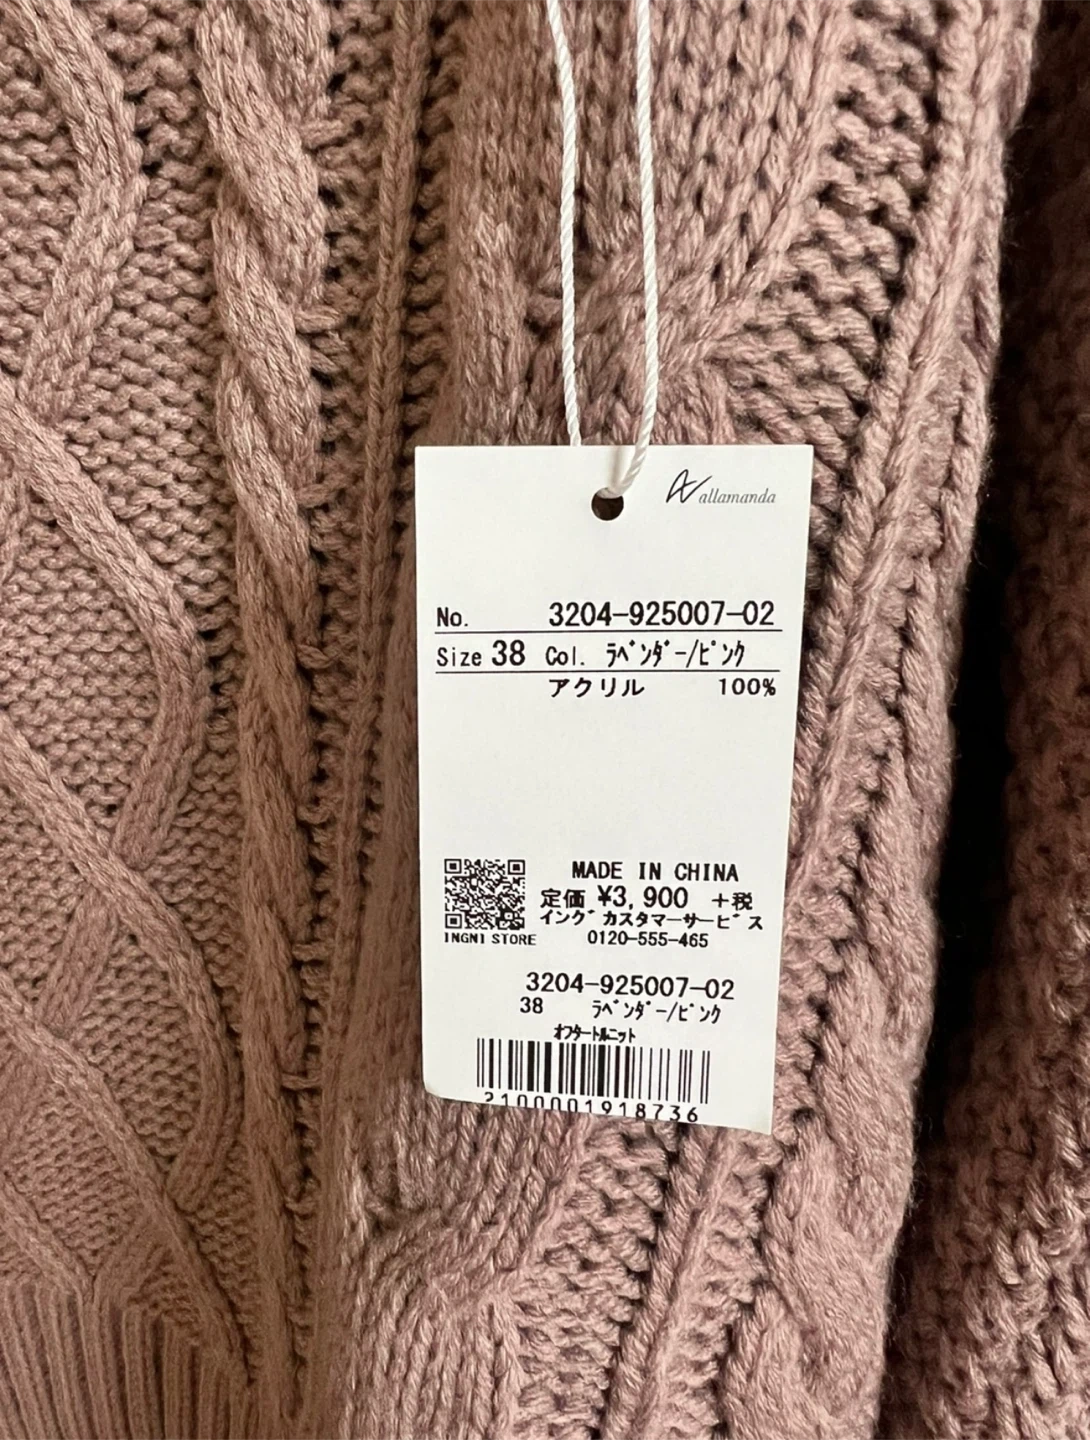 allamanda
No. 3204-925007-02
Size 38 Col. ﾗﾍﾞﾝﾀﾞｰ/ﾋﾟﾝｸ
アクリル 100%
MADE IN CHINA
定価 ¥3,900 +税
イング カスタマーサービス
INGNI STORE 0120-555-465
3204-925007-02
38 ﾗﾍﾞﾝﾀﾞｰ/ﾋﾟﾝｸ
ｵﾌﾀｰﾄﾙﾆｯﾄ
2100001918736